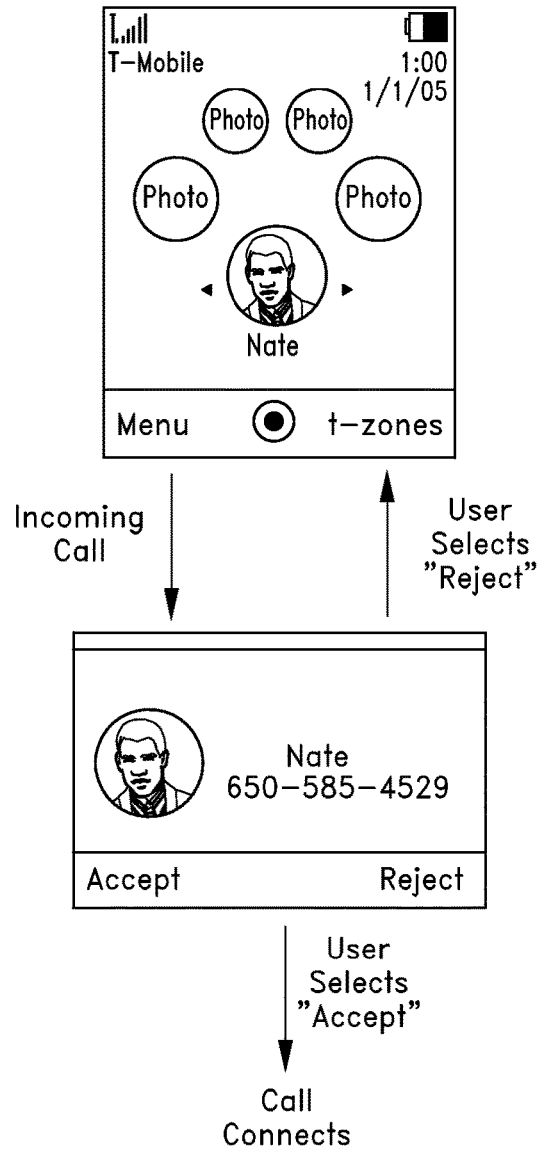 T-Mobile
1:00
1/1/05
Photo
Photo
Photo
Photo
Nate
Menu
t-zones
Incoming
Call
User
Selects
"Reject"
Nate
650-585-4529
Accept
Reject
User
Selects
"Accept"
Call
Connects